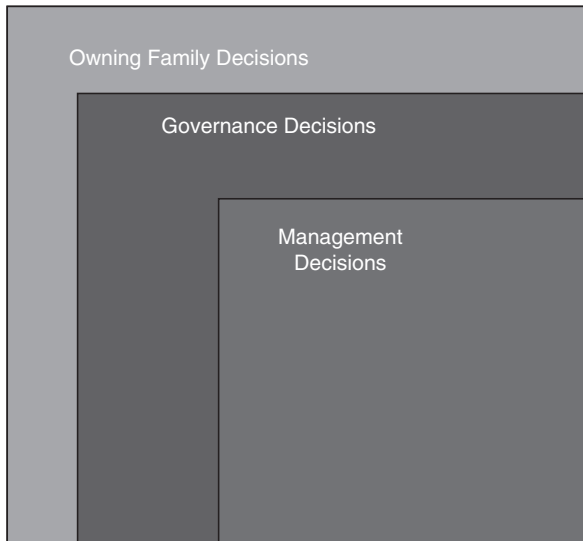 Owning Family Decisions
Governance Decisions
Management
Decisions